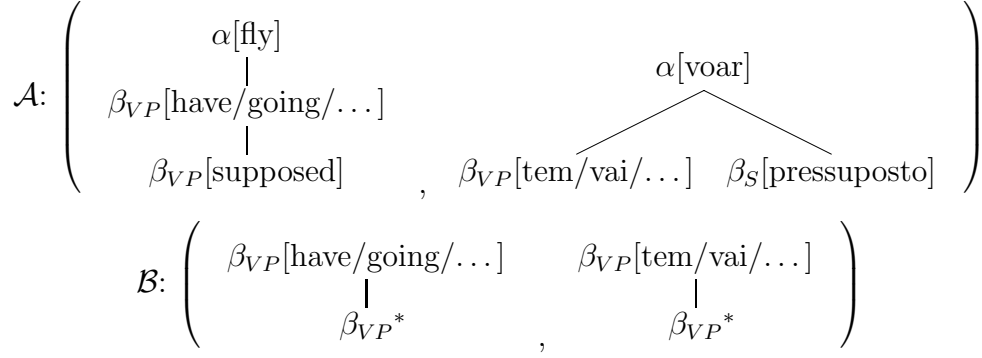 α[fly]
α[voar]
𝒜: ( β_VP[have/going/…]
β_VP[supposed] , β_VP[tem/vai/…] β_S[pressuposto] )
β_VP[have/going/…] β_VP[tem/vai/…]
ℬ: ( β_VP* , β_VP* )